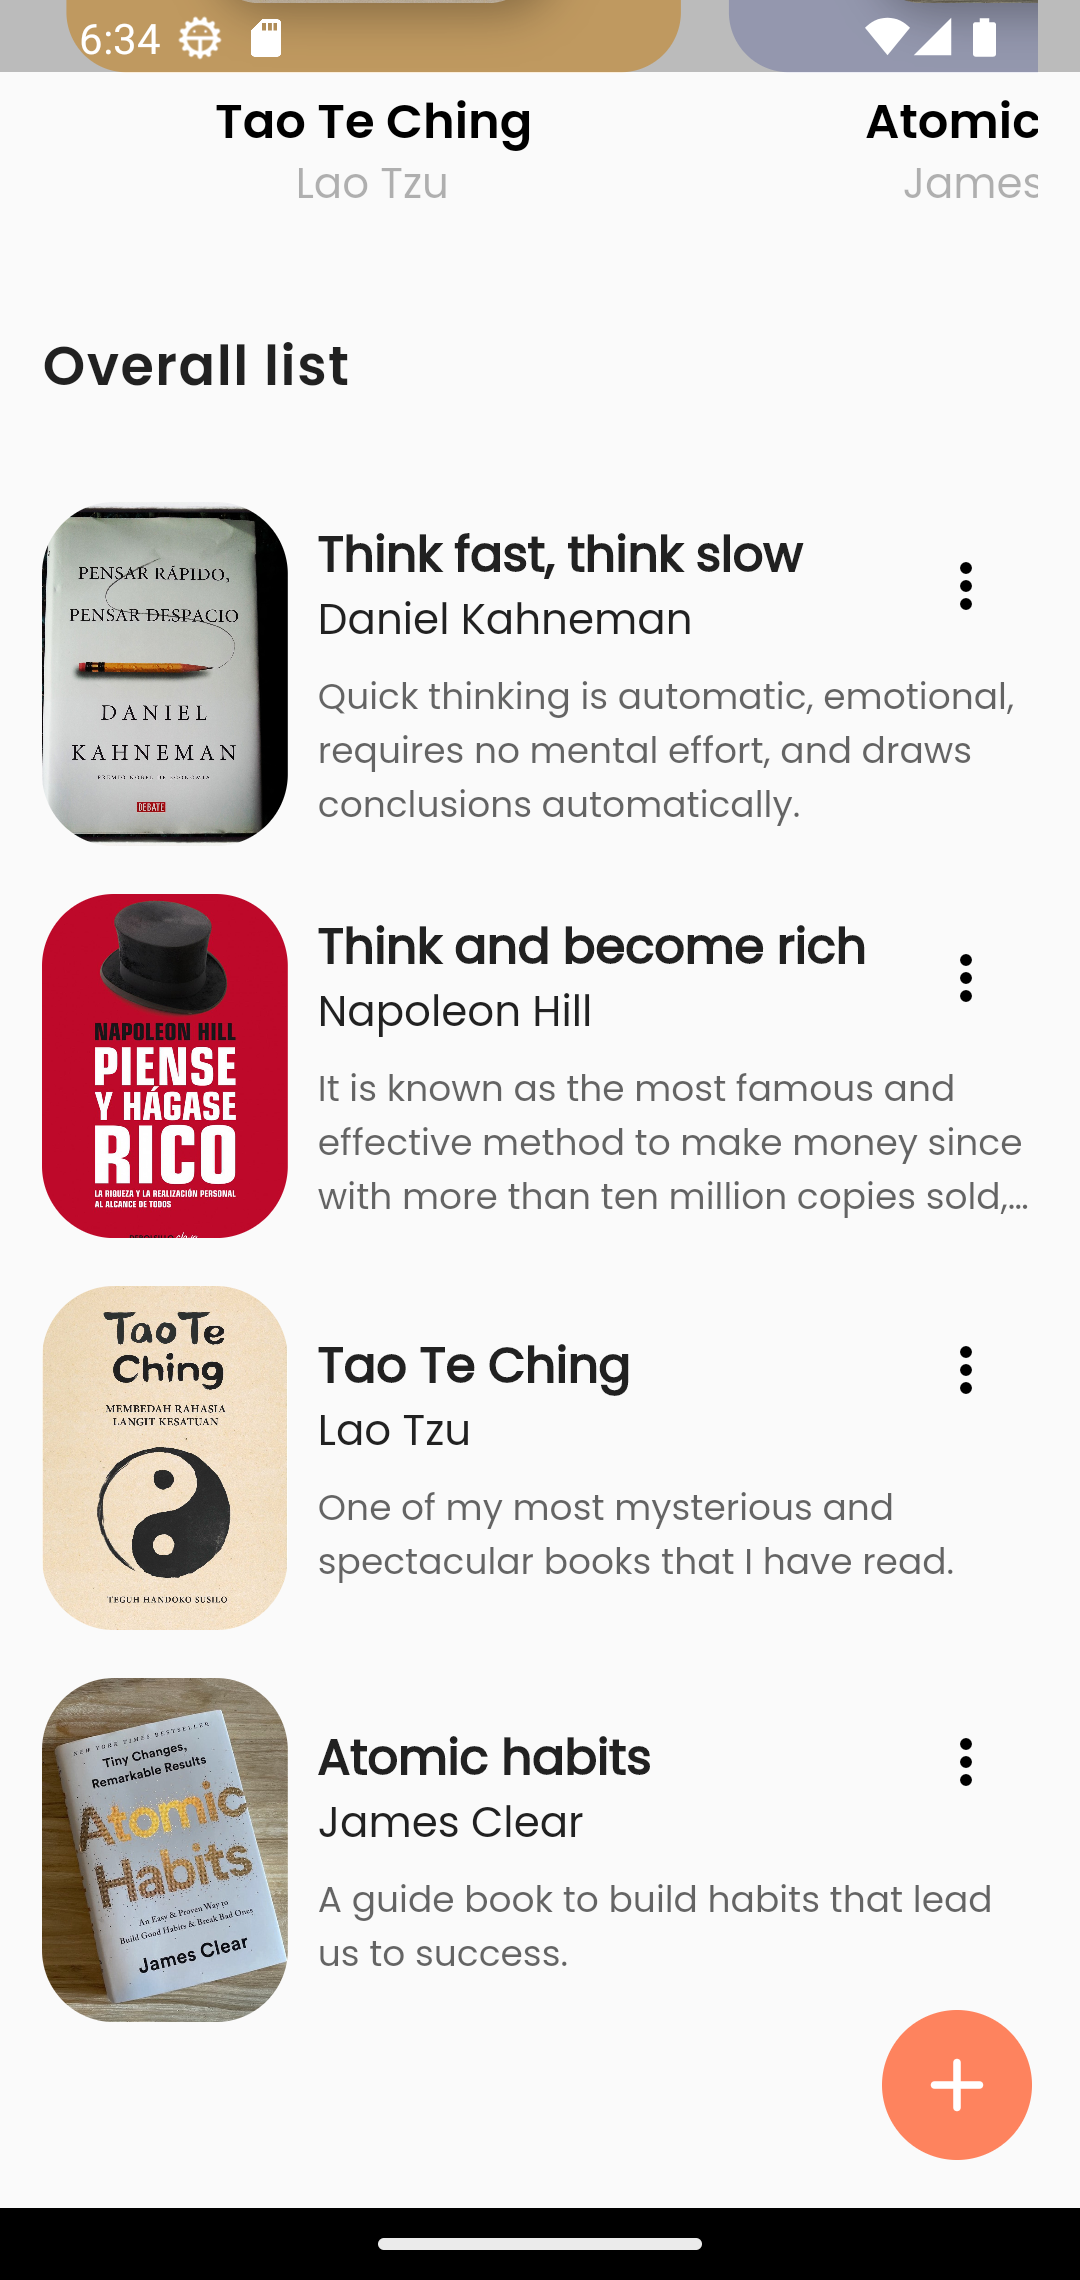 6:34
Tao Te Ching
Atomic
Lao Tzu
James
Overall list
PENSAR RÁPIDO,
PENSAR DESPACIO
DANIEL
KAHNEMAN
PREMIO NOBEL DE ECONOMÍA
DEBATE
Think fast, think slow
Daniel Kahneman
Quick thinking is automatic, emotional,
requires no mental effort, and draws
conclusions automatically.
NAPOLEON HILL
PIENSE
Y HÁGASE
RICO
LA RIQUEZA Y LA REALIZACIÓN PERSONAL
AL ALCANCE DE TODOS
Think and become rich
Napoleon Hill
It is known as the most famous and
effective method to make money since
with more than ten million copies sold,...
Tao Te
Ching
MEMBEDAH RAHASIA
LANGIT KESATUAN
TEGUH HANDOKO SUSILO
Tao Te Ching
Lao Tzu
One of my most mysterious and
spectacular books that I have read.
NEW YORK TIMES BESTSELLER
Tiny Changes,
Remarkable Results
Atomic
Habits
An Easy & Proven Way to
Build Good Habits & Break Bad Ones
James Clear
Atomic habits
James Clear
A guide book to build habits that lead
us to success.